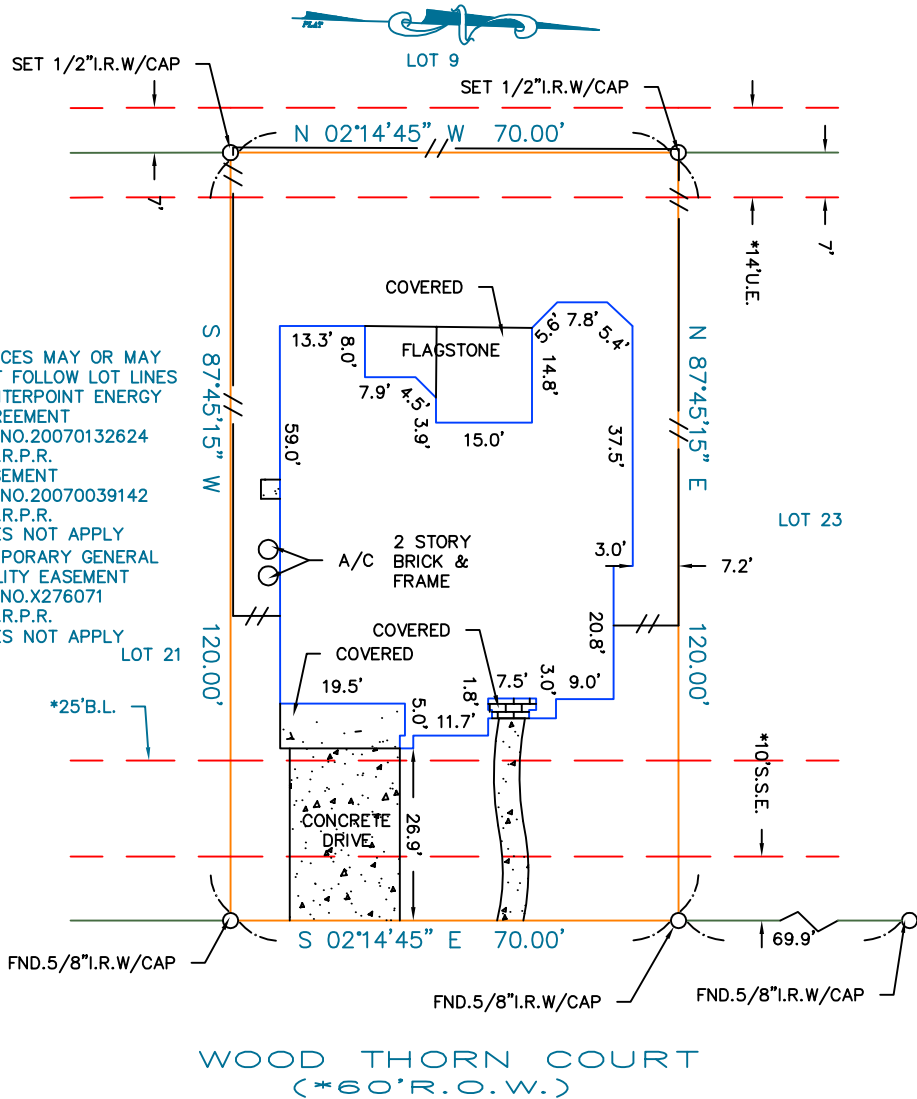 PLAT
LOT 9
SET 1/2"I.R.W/CAP
SET 1/2"I.R.W/CAP
N 02°14'45" W 70.00'
7'
*14'U.E.
7'
COVERED
FLAGSTONE
13.3'
8.0'
7.9'
4.5'
3.9'
15.0'
14.8'
5.6'
7.8'
5.4'
37.5'
59.0'
S 87°45'15" W 120.00'
N 87°45'15" E 120.00'
CES MAY OR MAY
T FOLLOW LOT LINES
TERPOINT ENERGY
REEMENT
NO.20070132624
R.P.R.
SEMENT
NO.20070039142
R.P.R.
ES NOT APPLY
PORARY GENERAL
LITY EASEMENT
NO.X276071
R.P.R.
ES NOT APPLY
LOT 21
LOT 23
A/C
2 STORY
BRICK &
FRAME
3.0'
7.2'
20.8'
COVERED
COVERED
19.5'
5.0'
11.7'
1.8'
7.5'
3.0'
9.0'
*25'B.L.
*10'S.S.E.
CONCRETE
DRIVE
26.9'
S 02°14'45" E 70.00'
69.9'
FND.5/8"I.R.W/CAP
FND.5/8"I.R.W/CAP
FND.5/8"I.R.W/CAP
WOOD THORN COURT
(*60'R.O.W.)